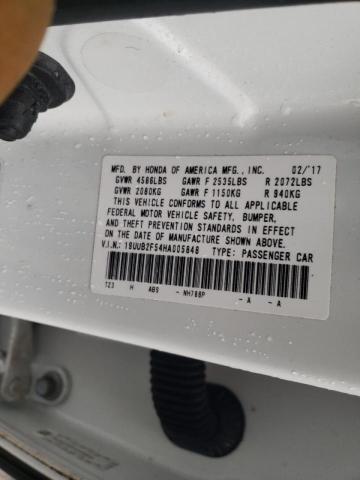 MFD. BY HONDA OF AMERICA MFG., INC. 02/'17
GVWR 4586LBS GAWR F 2535LBS R 2072LBS
GVWR 2080KG GAWR F 1150KG R 940KG
THIS VEHICLE CONFORMS TO ALL APPLICABLE
FEDERAL MOTOR VEHICLE SAFETY, BUMPER,
AND THEFT PREVENTION STANDARDS IN EFFECT
ON THE DATE OF MANUFACTURE SHOWN ABOVE.
V.I.N.: 19UUB2F54HA005848 TYPE: PASSENGER CAR
T23 H AB9 - NH788P - A - A